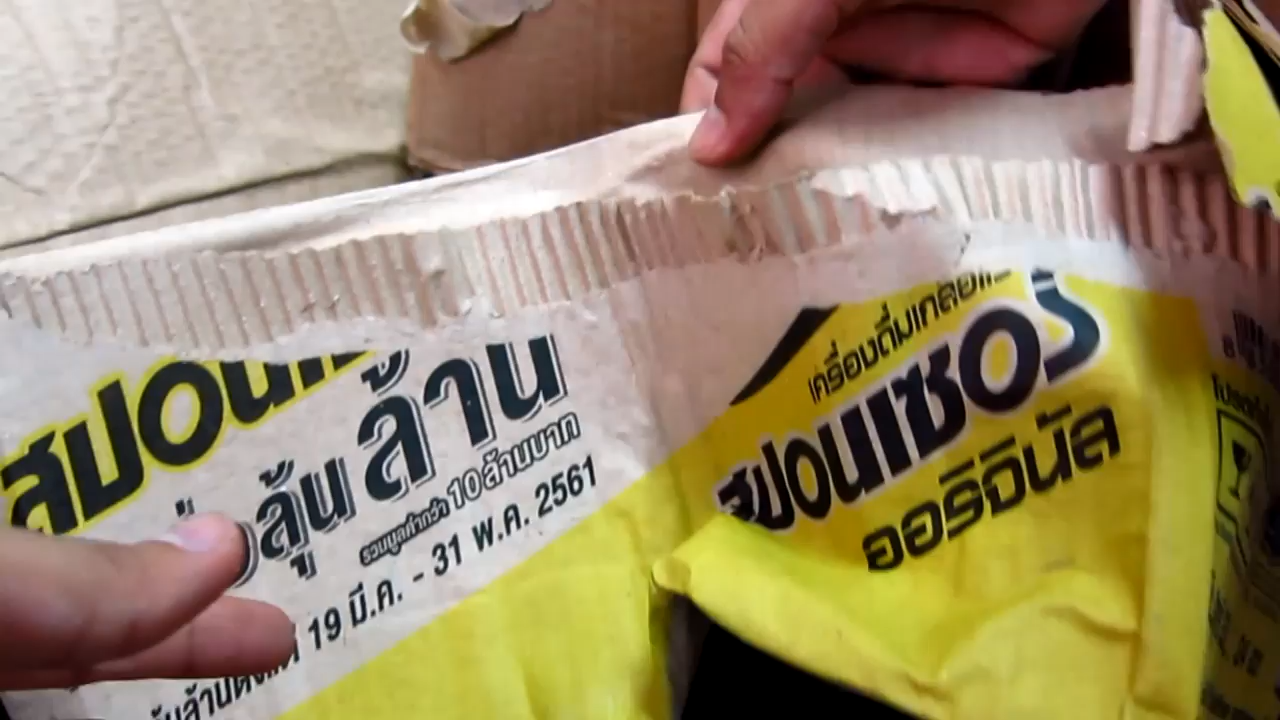 สปอนเ
ลุ้นล้าน
รวมมูลค่ากว่า 10 ล้านบาท
19 มี.ค. - 31 พ.ค. 2561
เครื่องดื่มเกลือแ
สปอนเซอร์
ออริจินัล